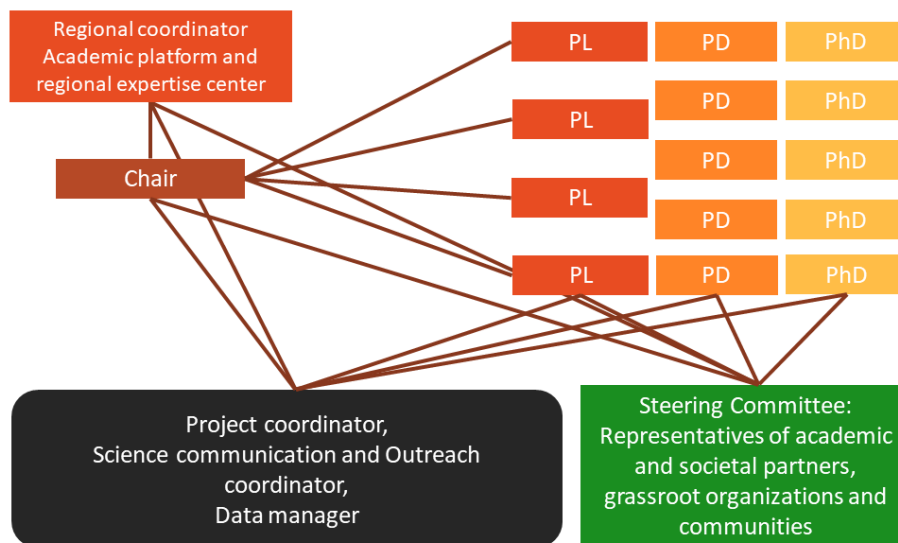 Regional coordinator
Academic platform and
regional expertise center
PL
PD
PhD
PL
PD
PhD
Chair
PL
PD
PhD
PD
PhD
PL
PD
PhD
Project coordinator,
Science communication and Outreach
coordinator,
Data manager
Steering Committee:
Representatives of academic
and societal partners,
grassroot organizations and
communities